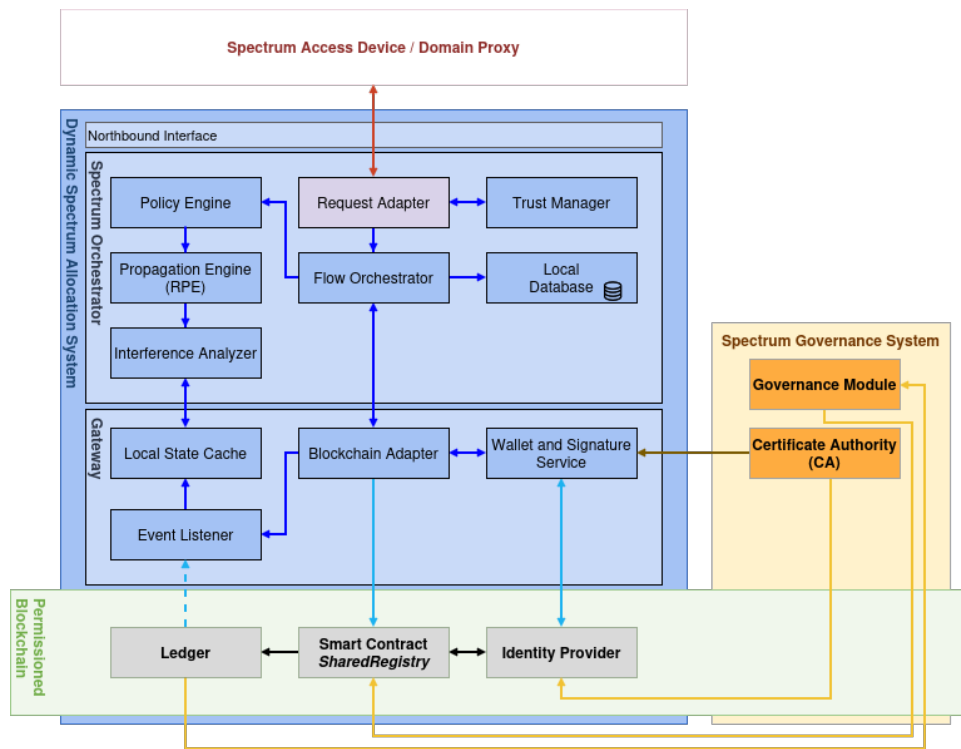 Spectrum Access Device / Domain Proxy
Dynamic Spectrum Allocation System
Northbound Interface
Spectrum Orchestrator
Policy Engine
Request Adapter
Trust Manager
Propagation Engine
(RPE)
Flow Orchestrator
Local
Database
Interference Analyzer
Spectrum Governance System
Governance Module
Certificate Authority
(CA)
Gateway
Local State Cache
Blockchain Adapter
Wallet and Signature
Service
Event Listener
Permissioned
Blockchain
Ledger
Smart Contract
SharedRegistry
Identity Provider